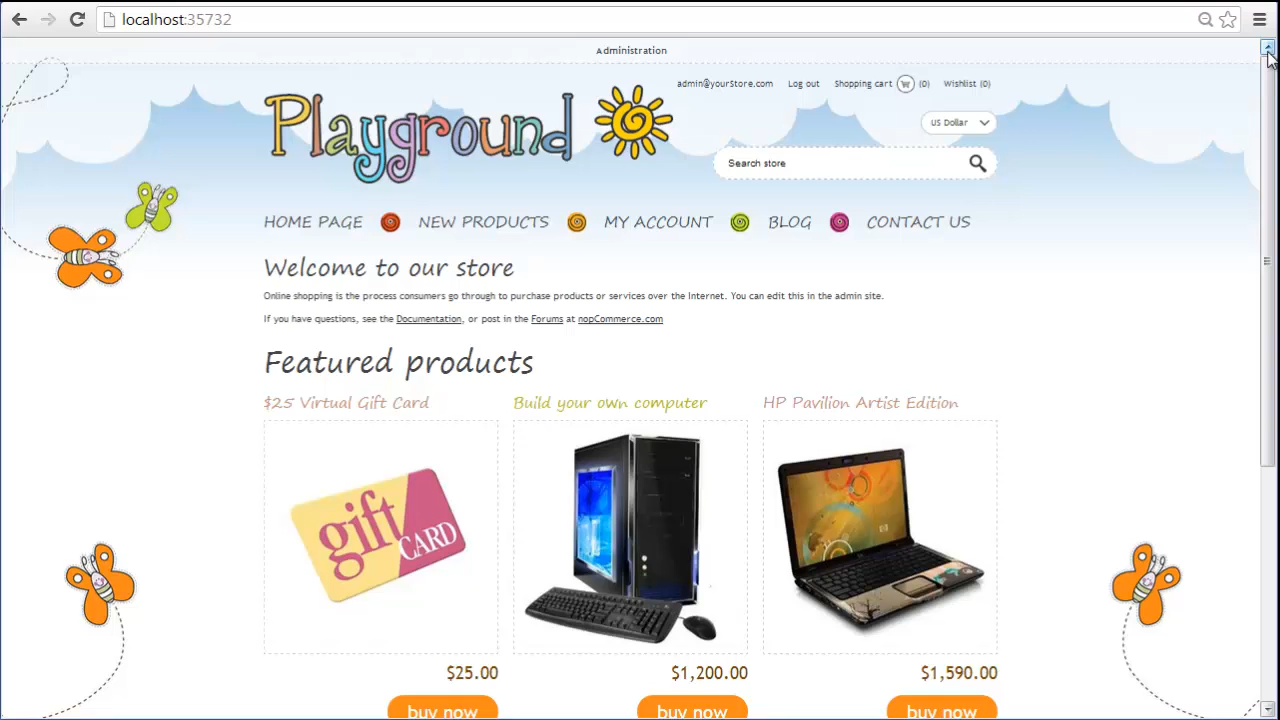 localhost:35732
Administration
admin@yourStore.com Log out Shopping cart (0) Wishlist (0)
Playground
US Dollar
Search store
HOME PAGE NEW PRODUCTS MY ACCOUNT BLOG CONTACT US
Welcome to our store
Online shopping is the process consumers go through to purchase products or services over the Internet. You can edit this in the admin site.
If you have questions, see the Documentation, or post in the Forums at nopCommerce.com
Featured products
$25 Virtual Gift Card Build your own computer HP Pavilion Artist Edition
gift
CARD
hp
$25.00 $1,200.00 $1,590.00
buy now buy now buy now